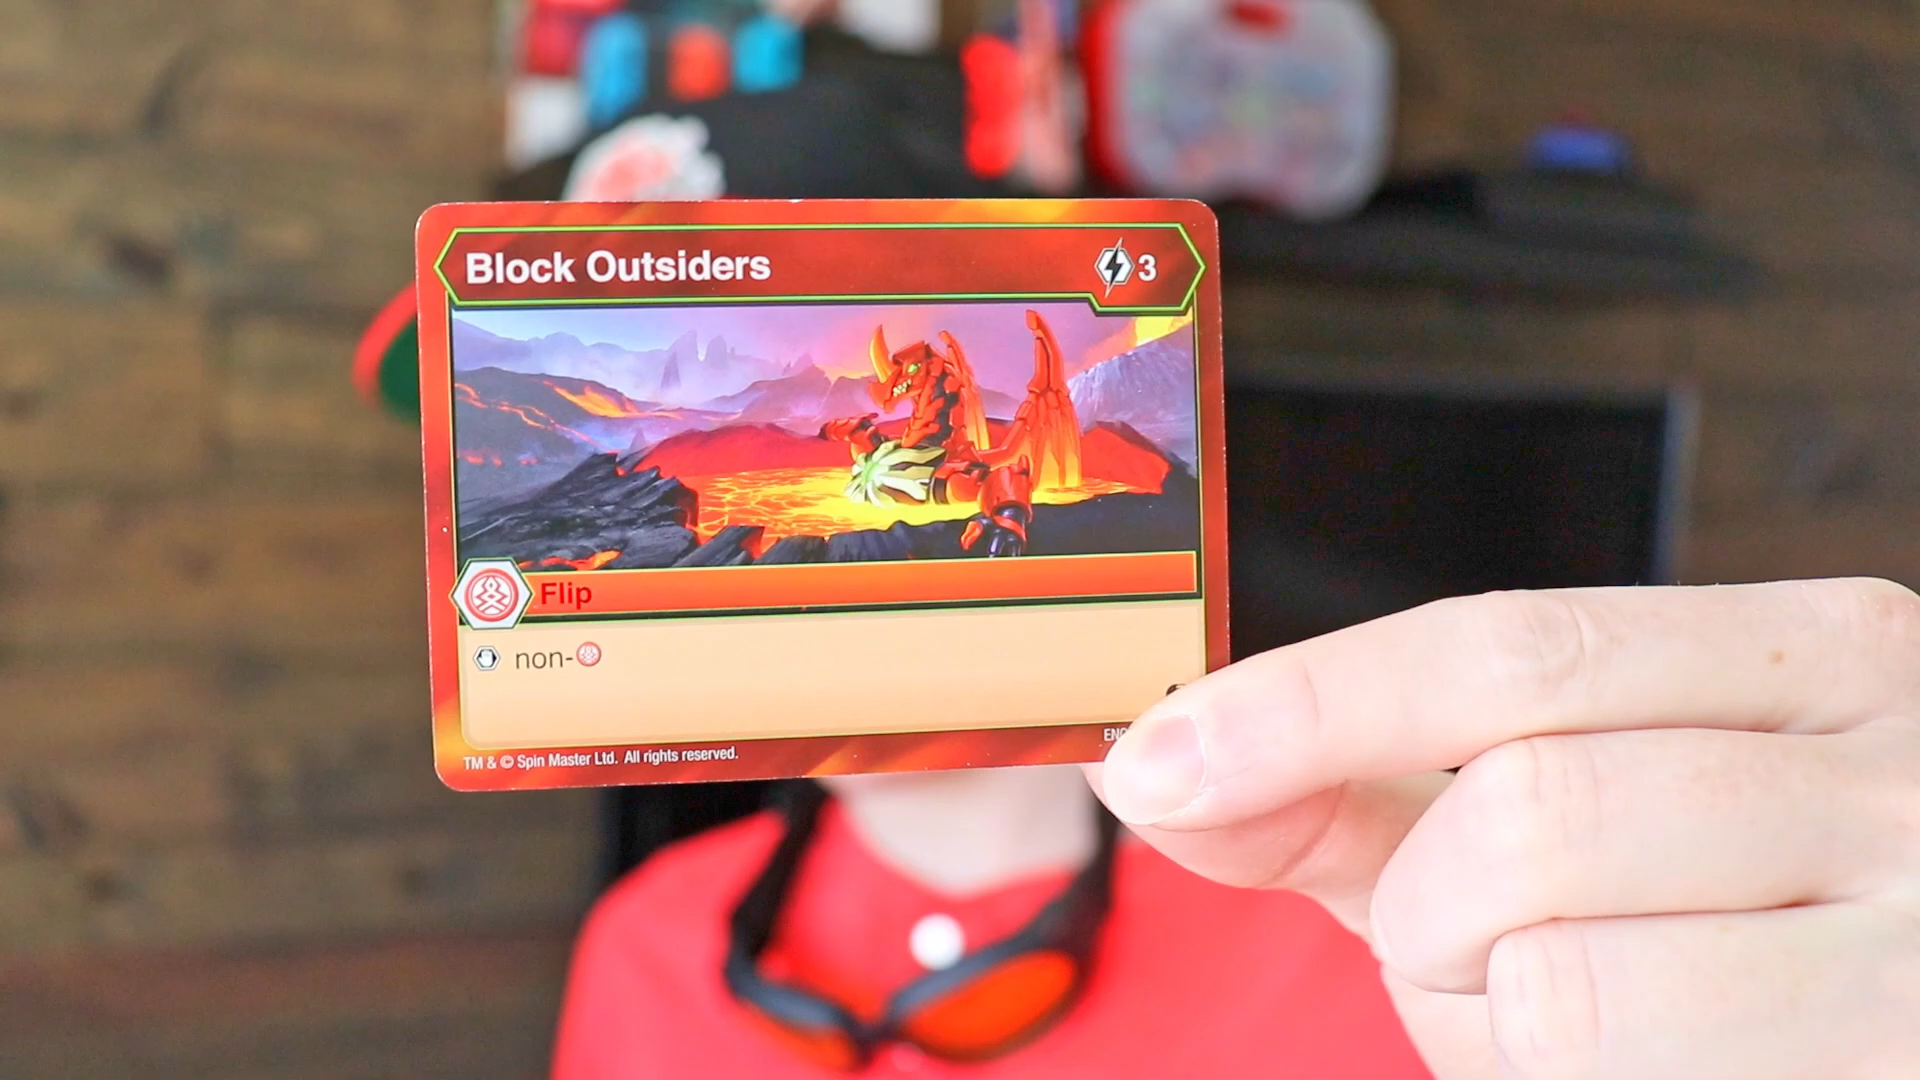 Block Outsiders 3
Flip
non-
TM & © Spin Master Ltd. All rights reserved.